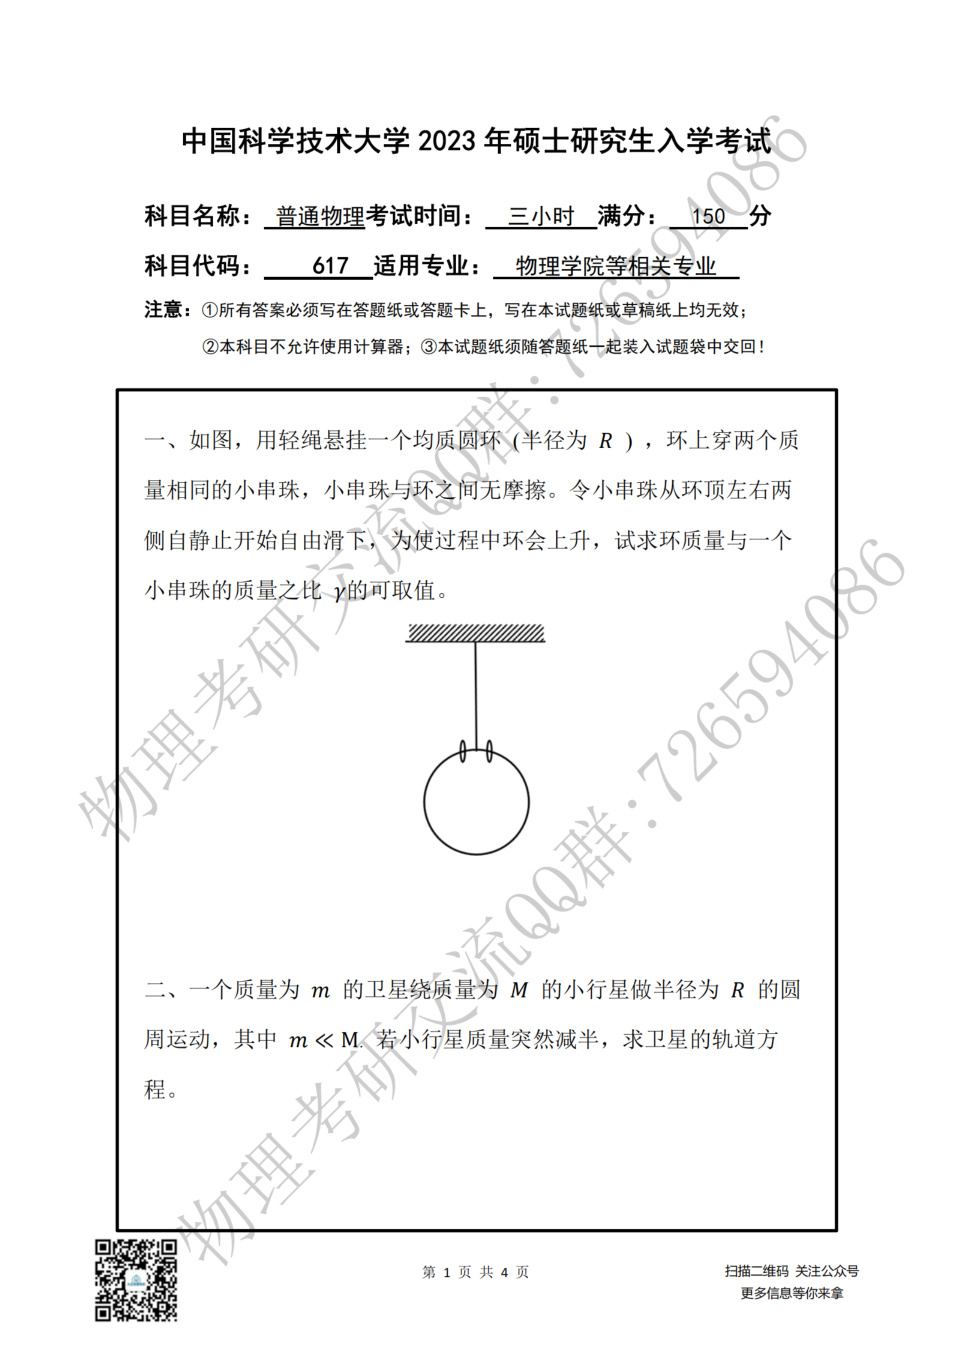 中国科学技术大学 2023 年硕士研究生入学考试
科目名称： 普通物理考试时间： 三小时 满分： 150 分
科目代码： 617 适用专业： 物理学院等相关专业
注意：①所有答案必须写在答题纸或答题卡上，写在本试题纸或草稿纸上均无效；
②本科目不允许使用计算器；③本试题纸须随答题纸一起装入试题袋中交回！
一、如图，用轻绳悬挂一个均质圆环 (半径为 R ) ，环上穿两个质
量相同的小串珠，小串珠与环之间无摩擦。令小串珠从环顶左右两
侧自静止开始自由滑下，为使过程中环会上升，试求环质量与一个
小串珠的质量之比 γ的可取值。
二、一个质量为 m 的卫星绕质量为 M 的小行星做半径为 R 的圆
周运动，其中 m ≪ M. 若小行星质量突然减半，求卫星的轨道方
程。
物理考研交流QQ群：726594086
物理考研交流QQ群：726594086
第 1 页 共 4 页
扫描二维码 关注公众号
更多信息等你来拿